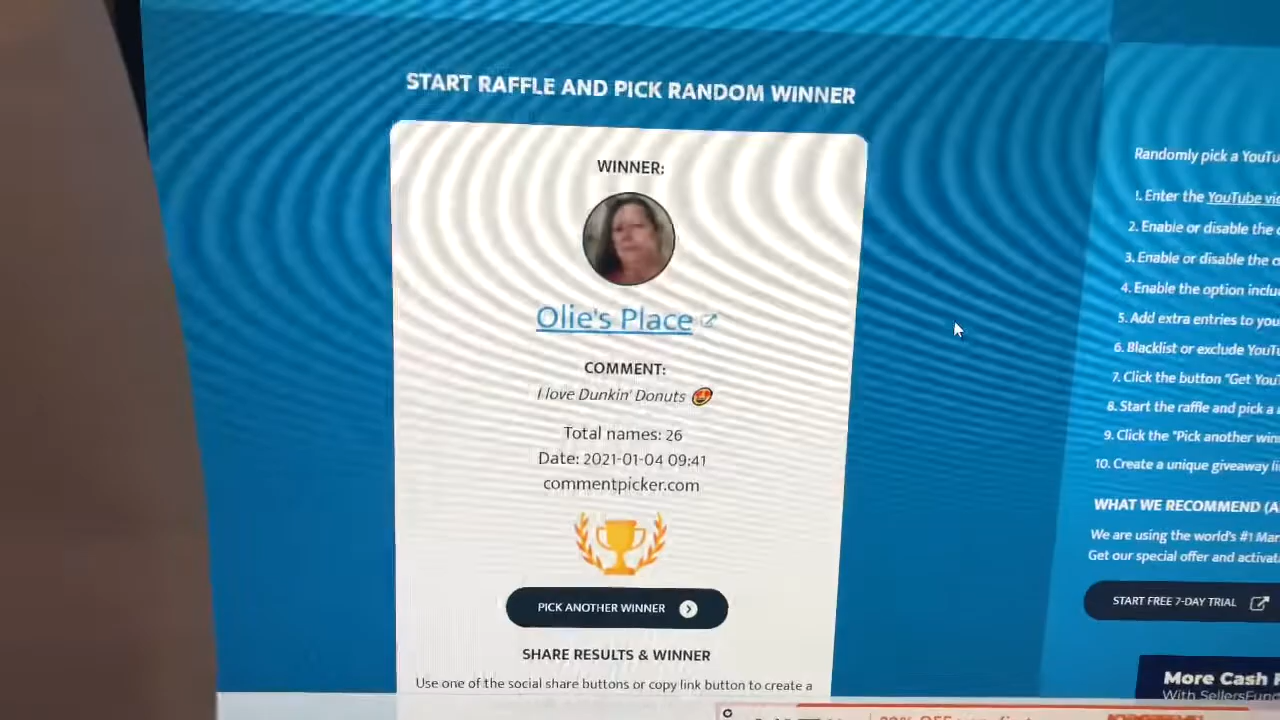 START RAFFLE AND PICK RANDOM WINNER
WINNER:
Olie's Place
COMMENT:
I love Dunkin' Donuts
Total names: 26
Date: 2021-01-04 09:41
commentpicker.com
PICK ANOTHER WINNER
SHARE RESULTS & WINNER
Use one of the social share buttons or copy link button to create a
Randomly pick a YouTu
1. Enter the YouTube vi
2. Enable or disable the
3. Enable or disable the
4. Enable the option inclu
5. Add extra entries to you
6. Blacklist or exclude YouT
7. Click the button "Get You
8. Start the raffle and pick a
9. Click the "Pick another win
10. Create a unique giveaway li
WHAT WE RECOMMEND (A
We are using the world's #1 Mar
Get our special offer and activat
START FREE 7-DAY TRIAL
More Cash
With SellersFun